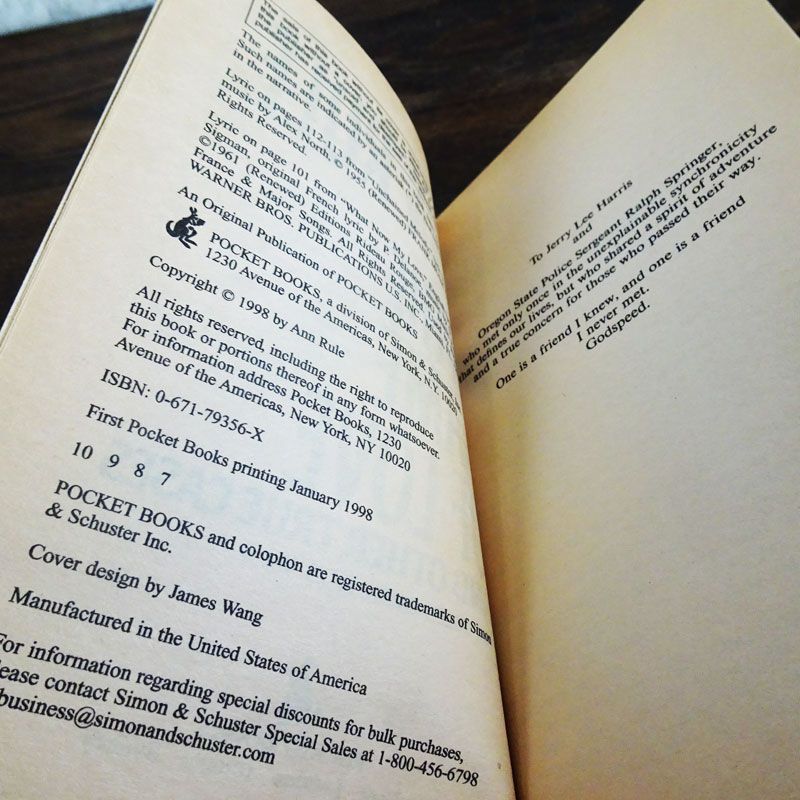 The names of some individuals
Such names are indicated by an
in the narrative.
Lyric on pages 112-113 from "Unchained
music by Alex North. © 1955 (Renewed)
Rights Reserved.
Lyric on page 101 from "What Now My Love,"
Sigman, original French lyric by P.
©1961 (Renewed) Editions Rideau Rouge,
France & Major Songs. All Rights Reserved.
WARNER BROS. PUBLICATIONS U.S. INC.,
An Original Publication of POCKET BOOKS
POCKET BOOKS, a division of Simon & Schuster,
1230 Avenue of the Americas, New York, N.Y. 10020
Copyright © 1998 by Ann Rule
All rights reserved, including the right to reproduce
this book or portions thereof in any form whatsoever.
For information address Pocket Books, 1230
Avenue of the Americas, New York, NY 10020
ISBN: 0-671-79356-X
First Pocket Books printing January 1998
10 9 8 7
POCKET BOOKS and colophon are registered trademarks of Simon
& Schuster Inc.
Cover design by James Wang
Manufactured in the United States of America
For information regarding special discounts for bulk purchases,
lease contact Simon & Schuster Special Sales at 1-800-456-6798
business@simonandschuster.com
To Jerry Lee Harris
and
Oregon State Police Sergeant Ralph Springer,
who met only once in the unexplainable synchronicity
that defines our lives, but who shared a spirit of adventure
and a true concern for those who passed their way.
One is a friend I knew, and one is a friend
I never met.
Godspeed.